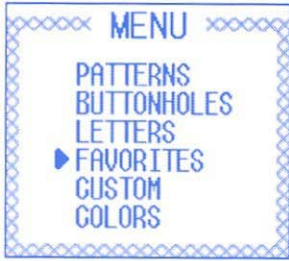 MENU
PATTERNS
BUTTONHOLES
LETTERS
FAVORITES
CUSTOM
COLORS